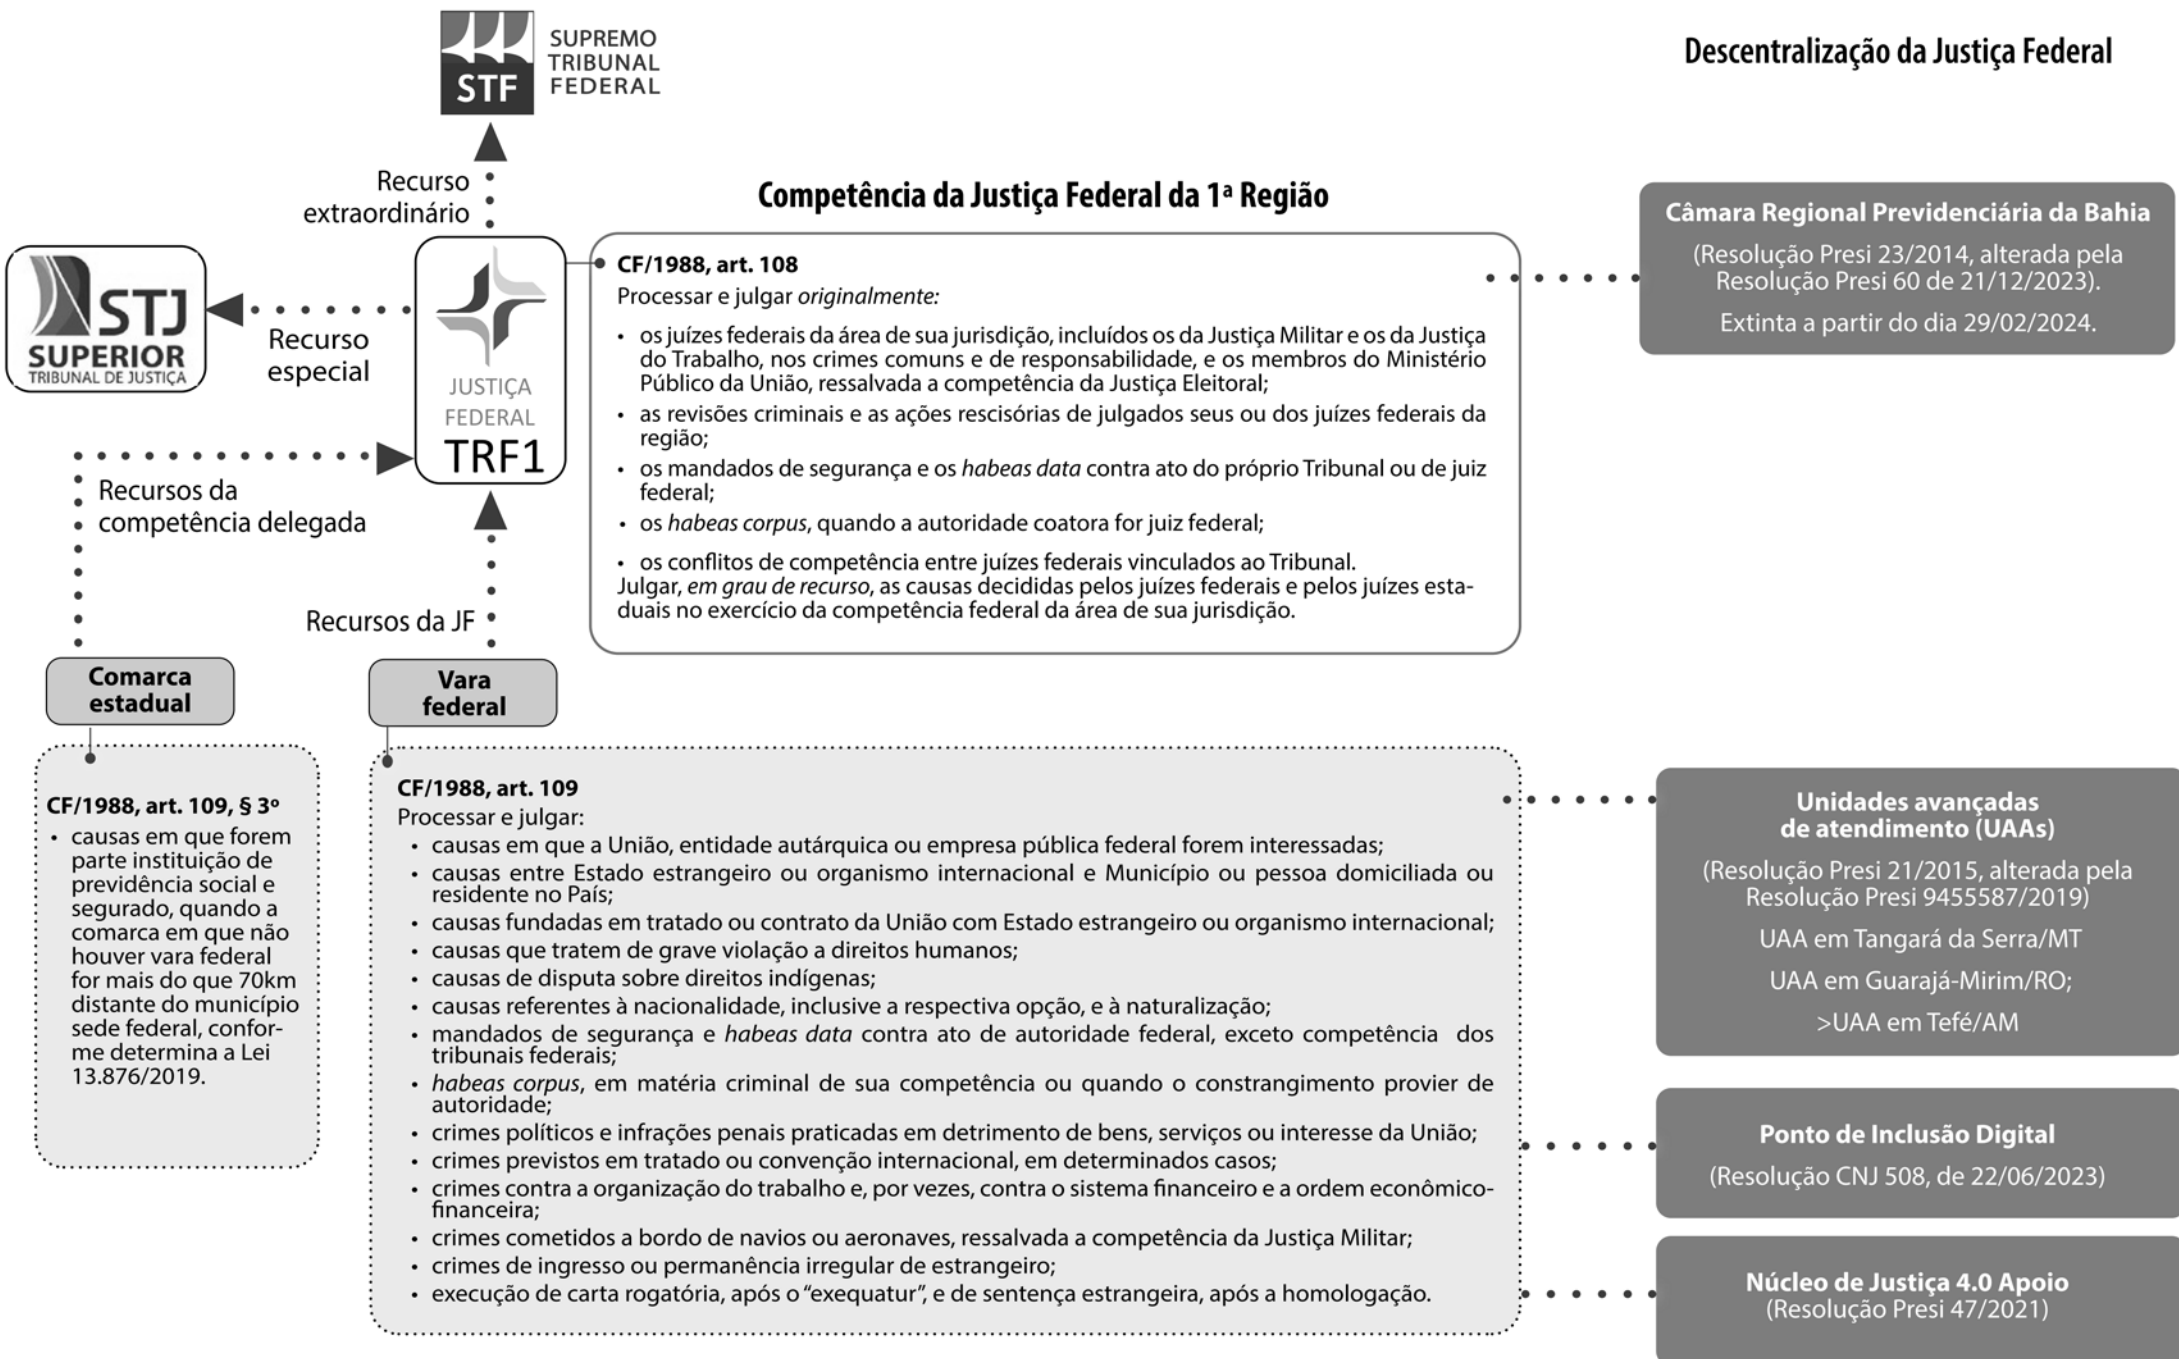 STF
SUPREMO
TRIBUNAL
FEDERAL
Descentralização da Justiça Federal
Recurso
extraordinário
Competência da Justiça Federal da 1ª Região
STJ
SUPERIOR
TRIBUNAL DE JUSTIÇA
Recurso
especial
JUSTIÇA
FEDERAL
TRF1
CF/1988, art. 108
Processar e julgar originalmente:
• os juízes federais da área de sua jurisdição, incluídos os da Justiça Militar e os da Justiça
do Trabalho, nos crimes comuns e de responsabilidade, e os membros do Ministério
Público da União, ressalvada a competência da Justiça Eleitoral;
• as revisões criminais e as ações rescisórias de julgados seus ou dos juízes federais da
região;
• os mandados de segurança e os habeas data contra ato do próprio Tribunal ou de juiz
federal;
• os habeas corpus, quando a autoridade coatora for juiz federal;
• os conflitos de competência entre juízes federais vinculados ao Tribunal.
Julgar, em grau de recurso, as causas decididas pelos juízes federais e pelos juízes esta-
duais no exercício da competência federal da área de sua jurisdição.
Câmara Regional Previdenciária da Bahia
(Resolução Presi 23/2014, alterada pela
Resolução Presi 60 de 21/12/2023).
Extinta a partir do dia 29/02/2024.
Recursos da
competência delegada
Recursos da JF
Comarca
estadual
Vara
federal
CF/1988, art. 109, § 3º
• causas em que forem
parte instituição de
previdência social e
segurado, quando a
comarca em que não
houver vara federal
for mais do que 70km
distante do município
sede federal, confor-
me determina a Lei
13.876/2019.
CF/1988, art. 109
Processar e julgar:
• causas em que a União, entidade autárquica ou empresa pública federal forem interessadas;
• causas entre Estado estrangeiro ou organismo internacional e Município ou pessoa domiciliada ou
residente no País;
• causas fundadas em tratado ou contrato da União com Estado estrangeiro ou organismo internacional;
• causas que tratem de grave violação a direitos humanos;
• causas de disputa sobre direitos indígenas;
• causas referentes à nacionalidade, inclusive a respectiva opção, e à naturalização;
• mandados de segurança e habeas data contra ato de autoridade federal, exceto competência dos
tribunais federais;
• habeas corpus, em matéria criminal de sua competência ou quando o constrangimento provier de
autoridade;
• crimes políticos e infrações penais praticadas em detrimento de bens, serviços ou interesse da União;
• crimes previstos em tratado ou convenção internacional, em determinados casos;
• crimes contra a organização do trabalho e, por vezes, contra o sistema financeiro e a ordem econômico-
financeira;
• crimes cometidos a bordo de navios ou aeronaves, ressalvada a competência da Justiça Militar;
• crimes de ingresso ou permanência irregular de estrangeiro;
• execução de carta rogatória, após o “exequatur”, e de sentença estrangeira, após a homologação.
Unidades avançadas
de atendimento (UAAs)
(Resolução Presi 21/2015, alterada pela
Resolução Presi 9455587/2019)
UAA em Tangará da Serra/MT
UAA em Guarajá-Mirim/RO;
>UAA em Tefé/AM
Ponto de Inclusão Digital
(Resolução CNJ 508, de 22/06/2023)
Núcleo de Justiça 4.0 Apoio
(Resolução Presi 47/2021)